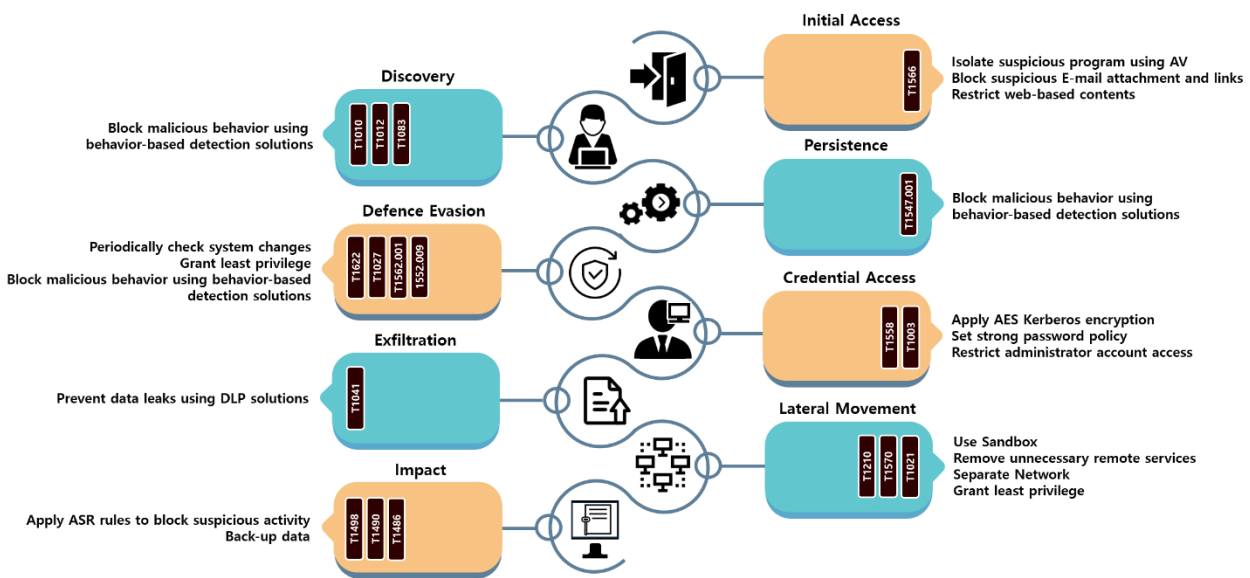 Initial Access
T1566
Isolate suspicious program using AV
Block suspicious E-mail attachment and links
Restrict web-based contents
Discovery
T1010
T1012
T1083
Block malicious behavior using
behavior-based detection solutions
Persistence
T1547.001
Block malicious behavior using
behavior-based detection solutions
Defence Evasion
T1622
T1027
T1562.001
1552.009
Periodically check system changes
Grant least privilege
Block malicious behavior using behavior-based
detection solutions
Credential Access
T1558
T1003
Apply AES Kerberos encryption
Set strong password policy
Restrict administrator account access
Exfiltration
T1041
Prevent data leaks using DLP solutions
Lateral Movement
T1210
T1570
T1021
Use Sandbox
Remove unnecessary remote services
Separate Network
Grant least privilege
Impact
T1498
T1490
T1486
Apply ASR rules to block suspicious activity
Back-up data